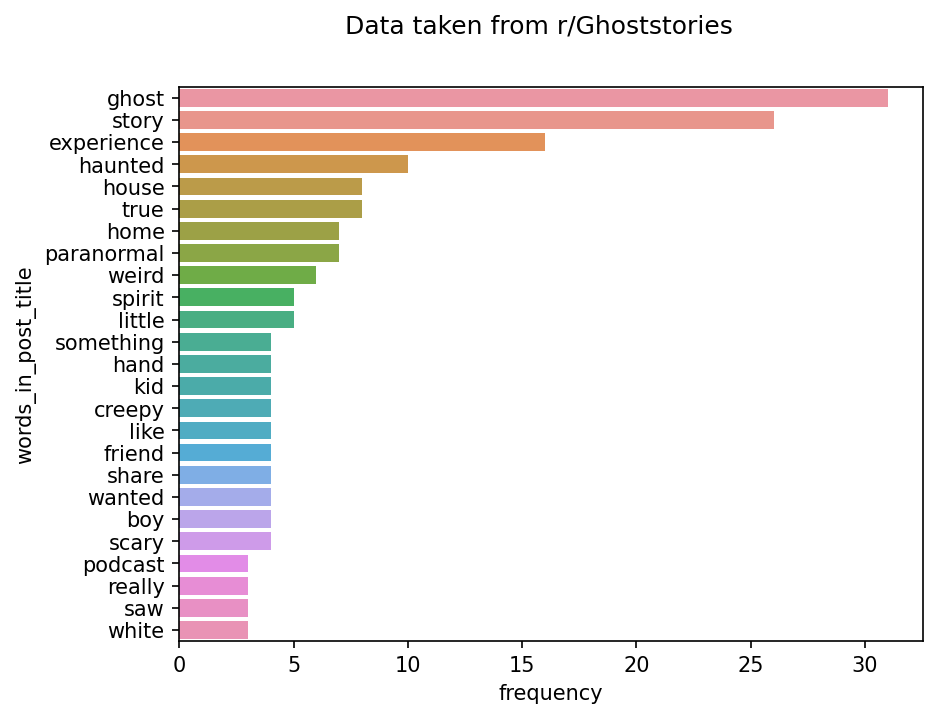 Data taken from r/Ghoststories
words_in_post_title
ghost
story
experience
haunted
house
true
home
paranormal
weird
spirit
little
something
hand
kid
creepy
like
friend
share
wanted
boy
scary
podcast
really
saw
white
0 5 10 15 20 25 30
frequency